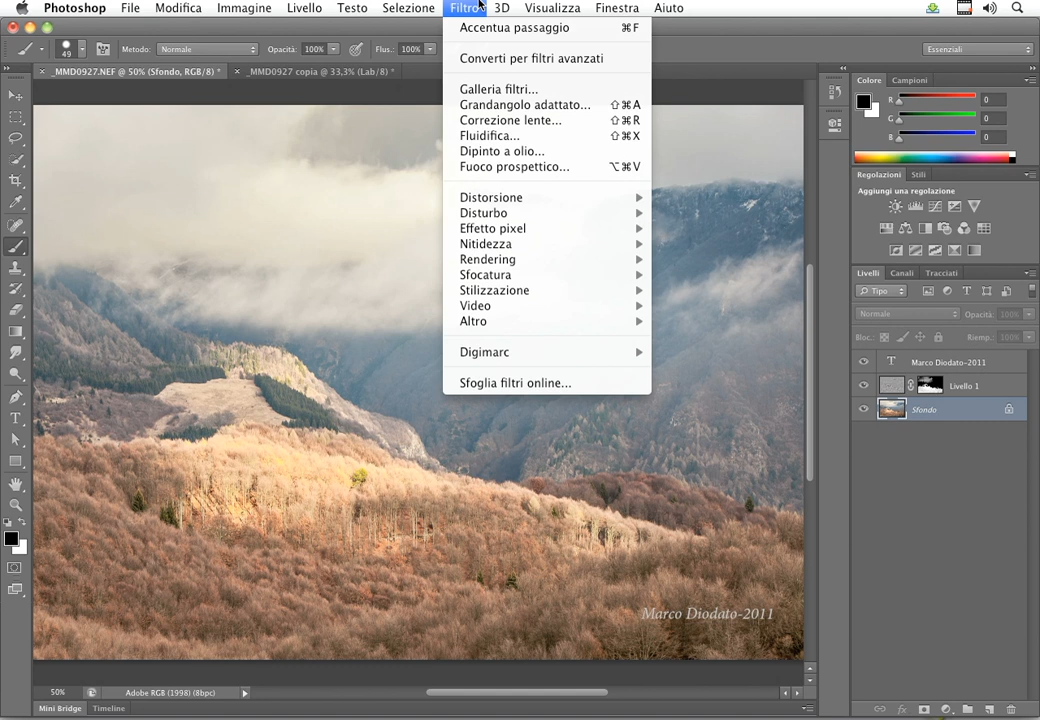 Photoshop File Modifica Immagine Livello Testo Selezione Filtro 3D Visualizza Finestra Aiuto
49 Metodo: Normale Opacità: 100% Flus.: 100% Essenziali
× _MMD0927.NEF @ 50% (Sfondo, RGB/8) * × _MMD0927 copia @ 33,3% (Lab/8) *
Accentua passaggio ⌘F
Converti per filtri avanzati
Galleria filtri...
Grandangolo adattato... ⇧⌘A
Correzione lente... ⇧⌘R
Fluidifica... ⇧⌘X
Dipinto a olio...
Fuoco prospettico... ⌥⌘V
Distorsione
Disturbo
Effetto pixel
Nitidezza
Rendering
Sfocatura
Stilizzazione
Video
Altro
Digimarc
Sfoglia filtri online...
Colore Campioni
R 0
G 0
B 0
Regolazioni Stili
Aggiungi una regolazione
Livelli Canali Tracciati
Tipo
Normale Opacità: 100%
Bloc.: Riemp.: 100%
T Marco Diodato-2011
Livello 1
Sfondo
Marco Diodato-2011
50% Adobe RGB (1998) (8bpc)
Mini Bridge Timeline